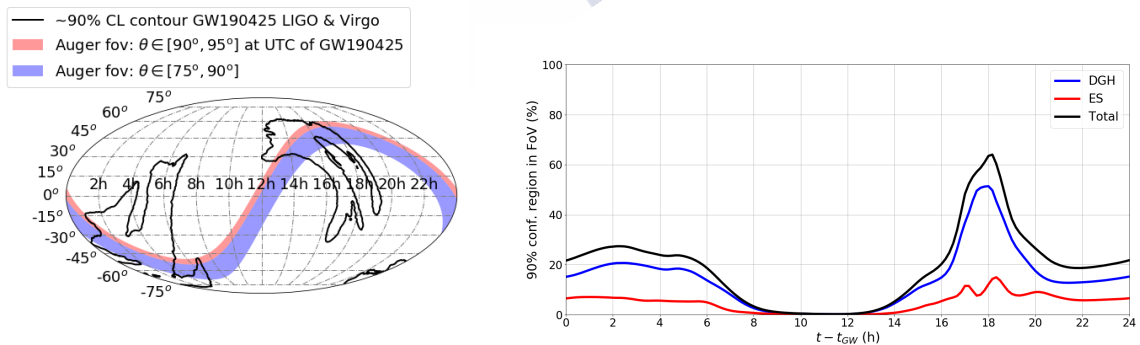 ~90% CL contour GW190425 LIGO & Virgo
Auger fov: θ∈[90°, 95°] at UTC of GW190425
Auger fov: θ∈[75°, 90°]
75°
60°
45°
30°
15°
0°
-15°
-30°
-45°
-60°
-75°
2h 4h 6h 8h 10h 12h 14h 16h 18h 20h 22h
90% conf. region in FoV (%)
100
80
60
40
20
0
DGH
ES
Total
0 2 4 6 8 10 12 14 16 18 20 22 24
t − t_GW (h)